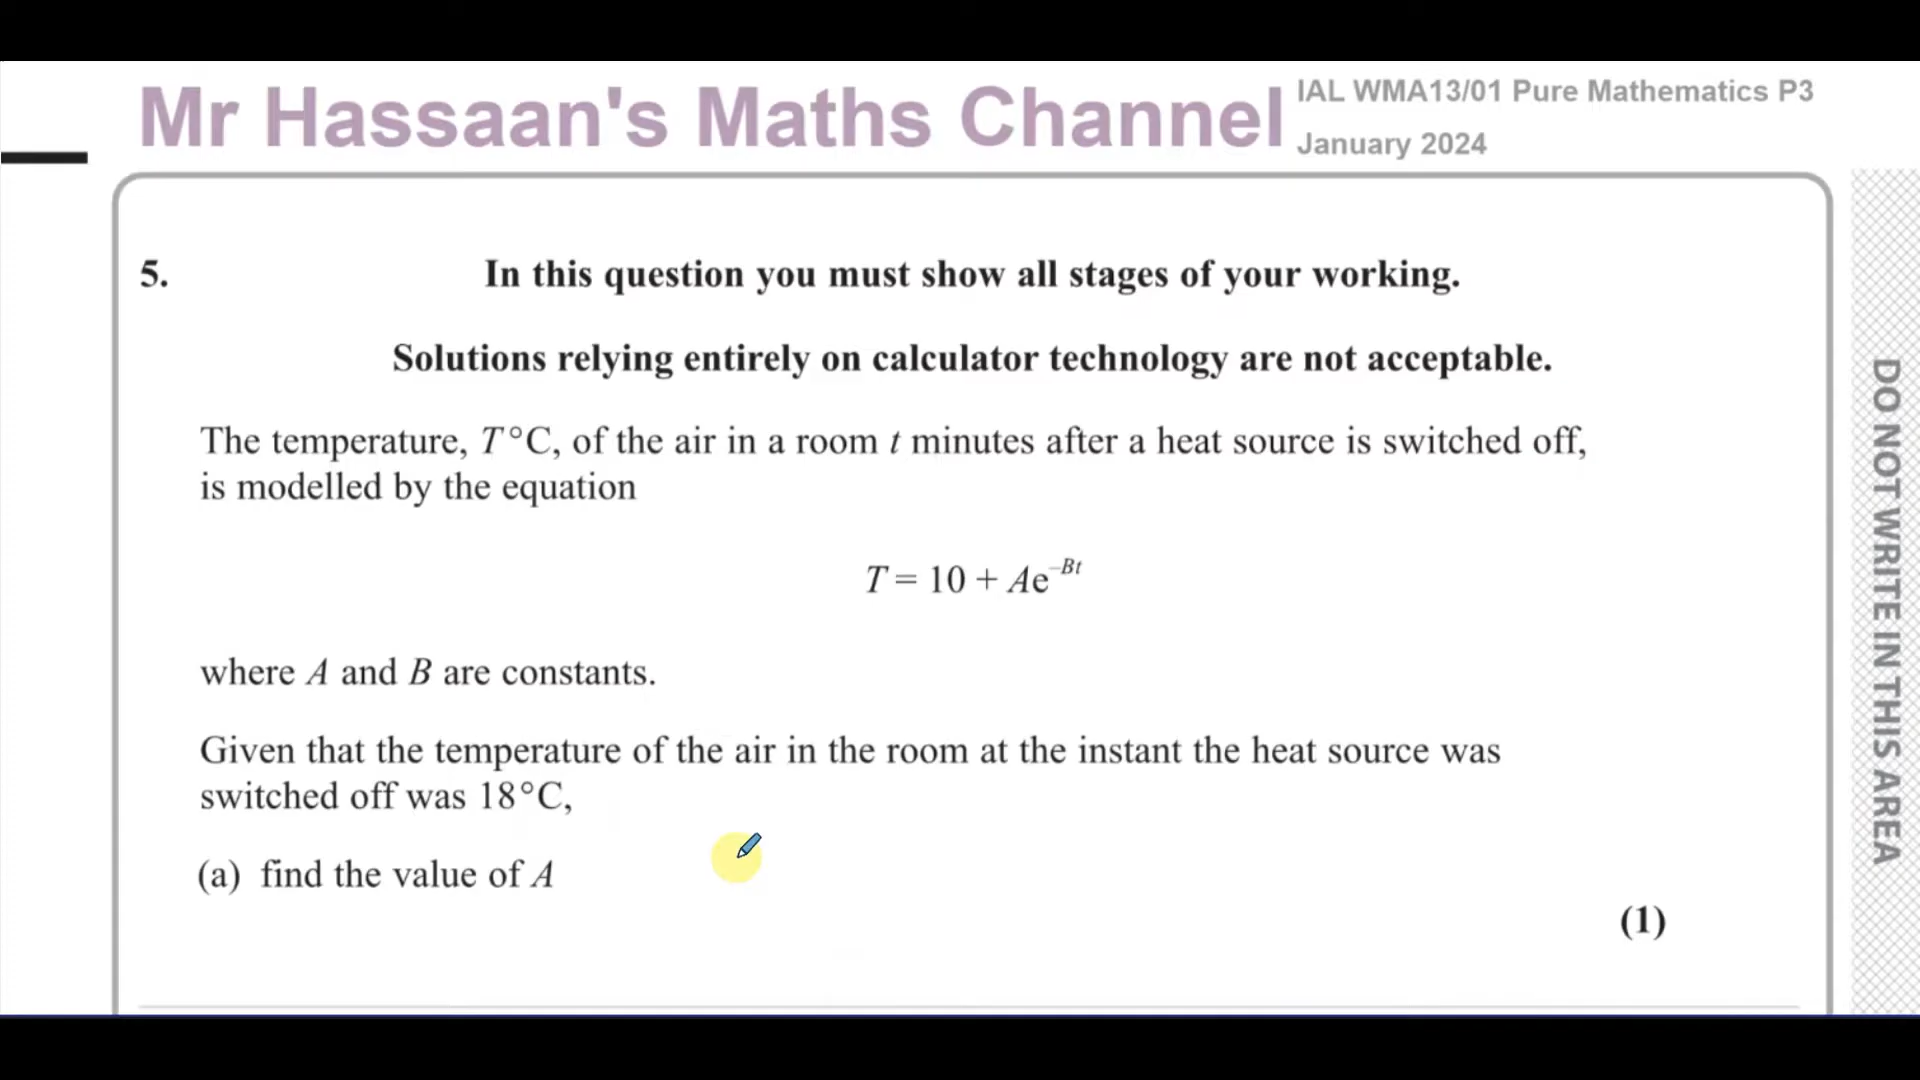 Mr Hassaan's Maths Channel
IAL WMA13/01 Pure Mathematics P3
January 2024
5. In this question you must show all stages of your working.
Solutions relying entirely on calculator technology are not acceptable.
The temperature, T°C, of the air in a room t minutes after a heat source is switched off,
is modelled by the equation
T = 10 + Ae^{–Bt}
where A and B are constants.
Given that the temperature of the air in the room at the instant the heat source was
switched off was 18°C,
(a) find the value of A
(1)
DO NOT WRITE IN THIS AREA